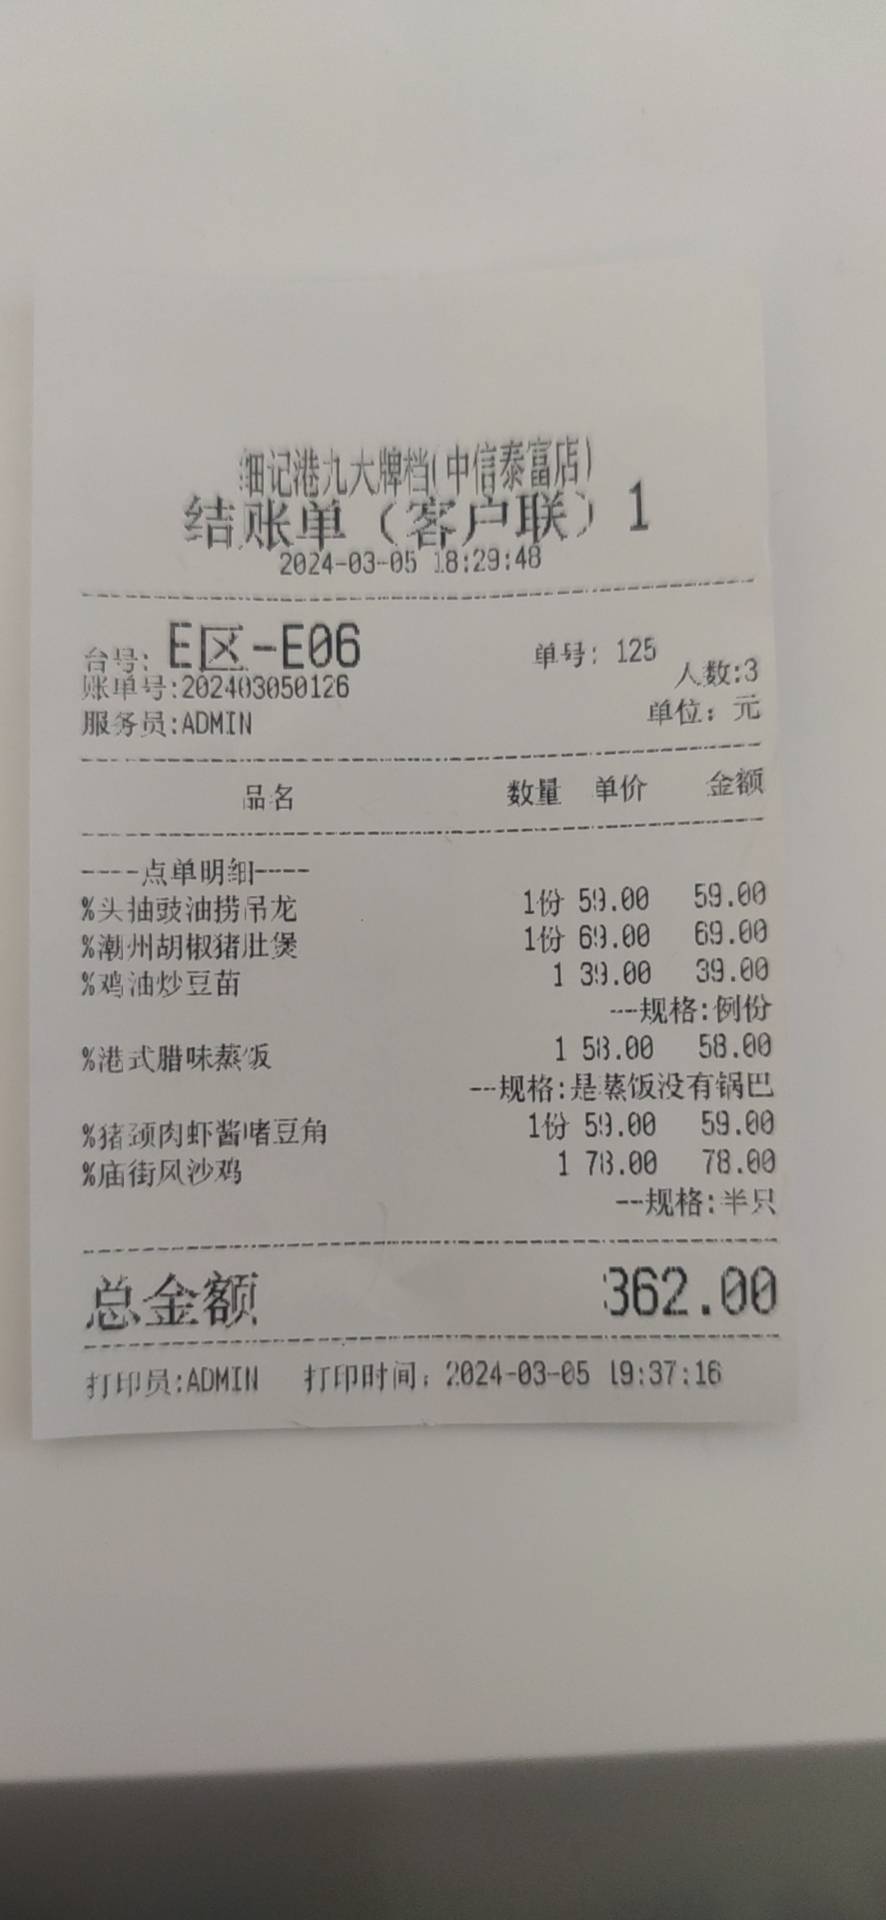 细记港九大牌档(中信泰富店)
结账单（客户联）1
2024-03-05 18:29:48
台号: E区-E06 单号: 125
人数:3
账单号:202403050126
服务员:ADMIN 单位: 元
品名 数量 单价 金额
----点单明细----
%头抽豉油捞吊龙 1份 59.00 59.00
%潮州胡椒猪肚煲 1份 69.00 69.00
%鸡油炒豆苗 1 39.00 39.00
---规格:例份
%港式腊味蒸饭 1 58.00 58.00
---规格:是蒸饭没有锅巴
%猪颈肉虾酱啫豆角 1份 59.00 59.00
%庙街风沙鸡 1 78.00 78.00
---规格:半只
总金额 362.00
打印员:ADMIN 打印时间: 2024-03-05 19:37:16